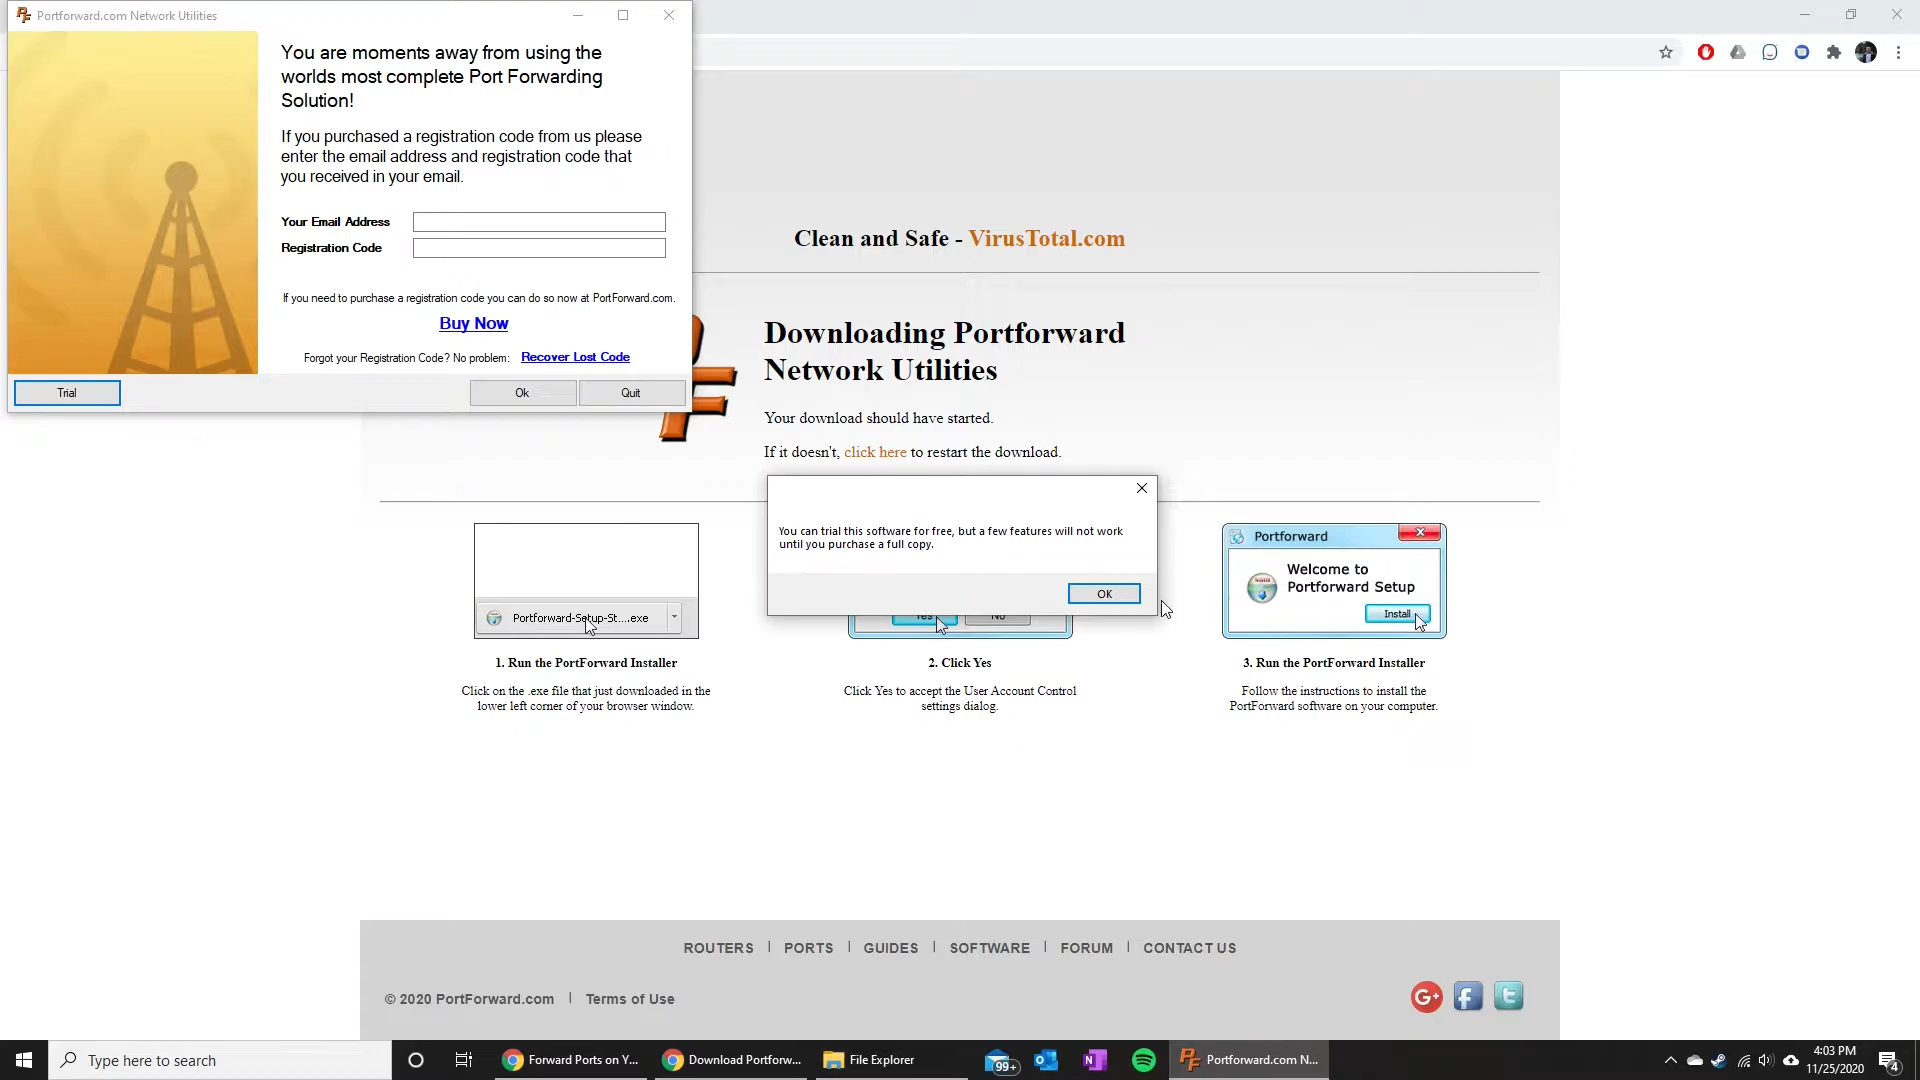 Portforward.com Network Utilities
You are moments away from using the
worlds most complete Port Forwarding
Solution!
If you purchased a registration code from us please
enter the email address and registration code that
you received in your email.
Your Email Address
Registration Code
If you need to purchase a registration code you can do so now at PortForward.com.
Buy Now
Forgot your Registration Code? No problem: Recover Lost Code
Trial
Ok
Quit
Clean and Safe - VirusTotal.com
Downloading Portforward
Network Utilities
Your download should have started.
If it doesn't, click here to restart the download.
You can trial this software for free, but a few features will not work
until you purchase a full copy.
OK
Portforward-Setup-St....exe
Yes
No
Portforward
Welcome to
Portforward Setup
Install
1. Run the PortForward Installer
Click on the .exe file that just downloaded in the
lower left corner of your browser window.
2. Click Yes
Click Yes to accept the User Account Control
settings dialog.
3. Run the PortForward Installer
Follow the instructions to install the
PortForward software on your computer.
ROUTERS | PORTS | GUIDES | SOFTWARE | FORUM | CONTACT US
© 2020 PortForward.com | Terms of Use
Type here to search
Forward Ports on Y...
Download Portforw...
File Explorer
99+
Portforward.com N...
4:03 PM
11/25/2020
4